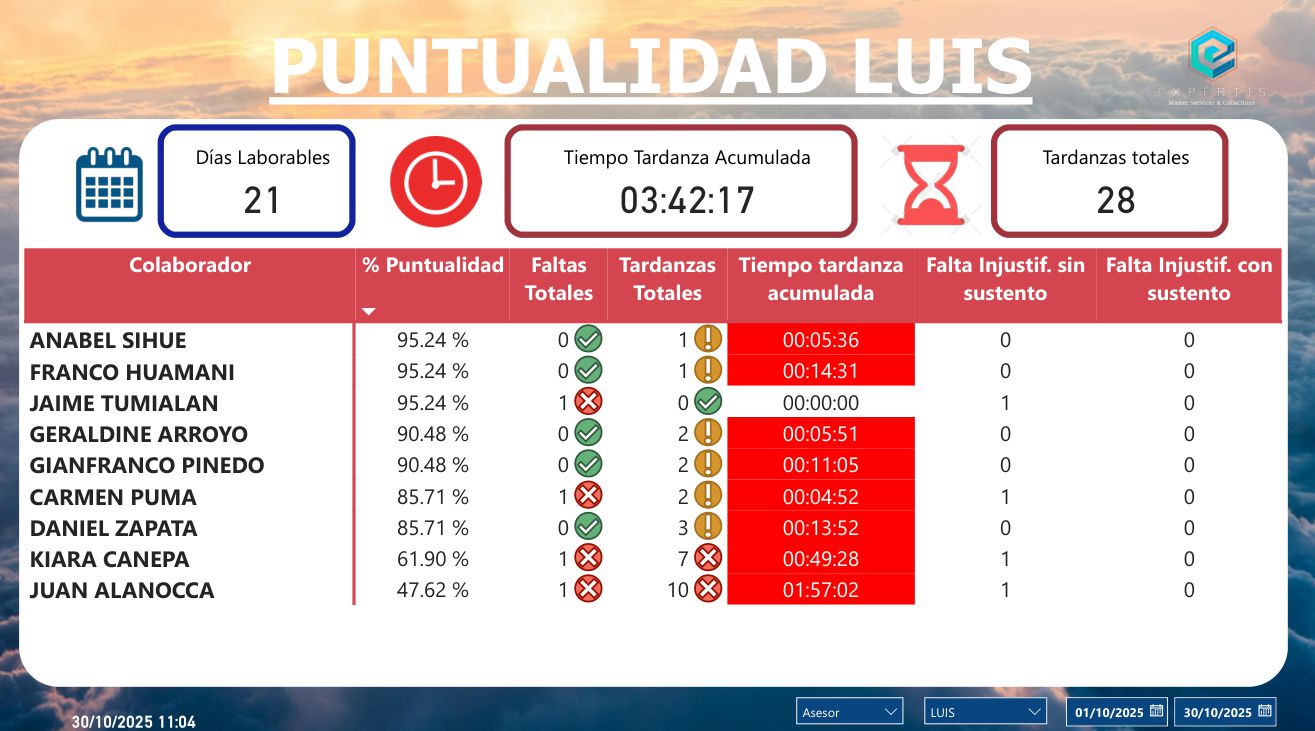 PUNTUALIDAD LUIS
EXPERTIS
Master Servicer & Collections
Días Laborables
21
Tiempo Tardanza Acumulada
03:42:17
Tardanzas totales
28
Colaborador % Puntualidad Faltas Totales Tardanzas Totales Tiempo tardanza acumulada Falta Injustif. sin sustento Falta Injustif. con sustento
ANABEL SIHUE 95.24 % 0 1 00:05:36 0 0
FRANCO HUAMANI 95.24 % 0 1 00:14:31 0 0
JAIME TUMIALAN 95.24 % 1 0 00:00:00 1 0
GERALDINE ARROYO 90.48 % 0 2 00:05:51 0 0
GIANFRANCO PINEDO 90.48 % 0 2 00:11:05 0 0
CARMEN PUMA 85.71 % 1 2 00:04:52 1 0
DANIEL ZAPATA 85.71 % 0 3 00:13:52 0 0
KIARA CANEPA 61.90 % 1 7 00:49:28 1 0
JUAN ALANOCCA 47.62 % 1 10 01:57:02 1 0
30/10/2025 11:04
Asesor LUIS 01/10/2025 30/10/2025